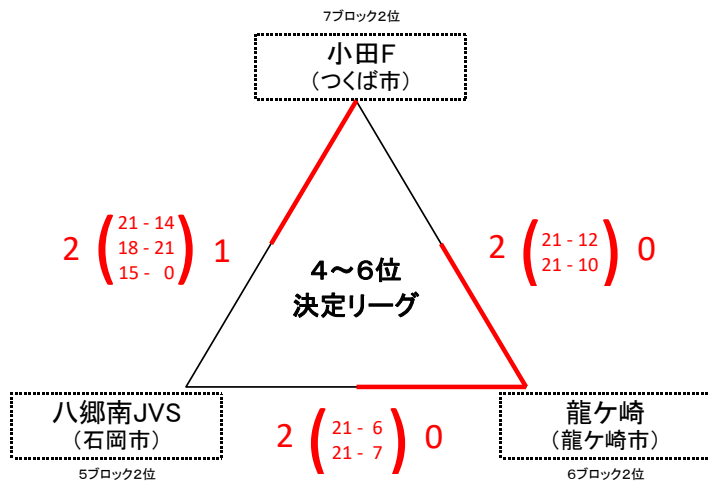 7ブロック2位
小田F
(つくば市)
2 (21 - 14 18 - 21 15 - 0) 1
2 (21 - 12 21 - 10) 0
4～6位
決定リーグ
八郷南JVS
(石岡市)
5ブロック2位
2 (21 - 6 21 - 7) 0
龍ケ崎
(龍ケ崎市)
6ブロック2位